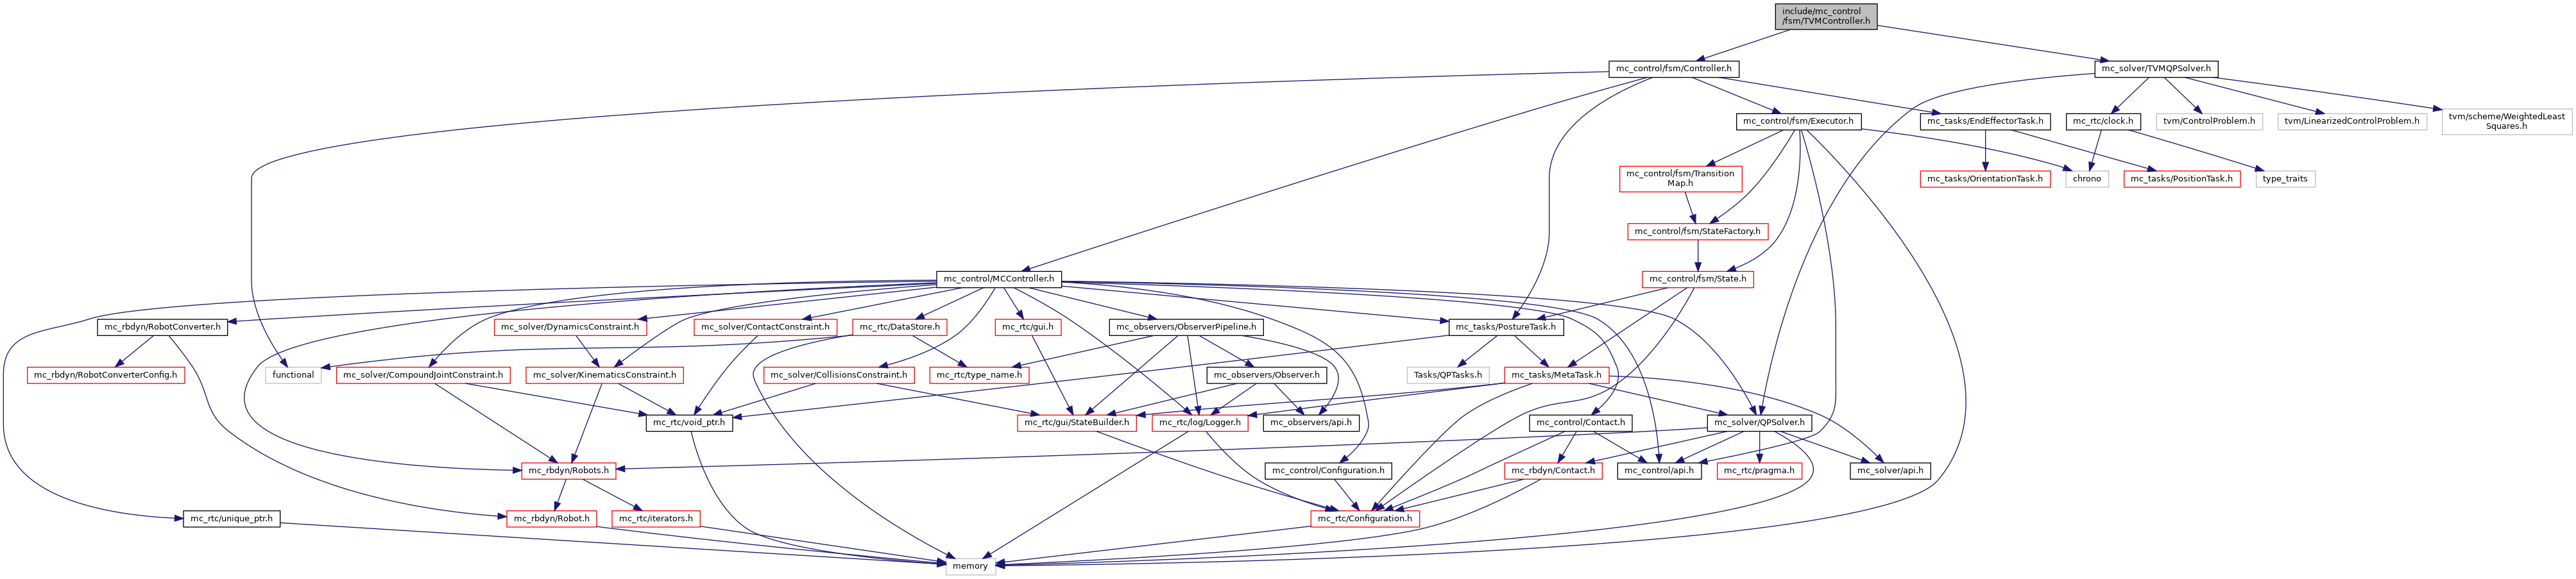 include/mc_control
/fsm/TVMController.h
mc_control/fsm/Controller.h
mc_solver/TVMQPSolver.h
mc_control/fsm/Executor.h
mc_tasks/EndEffectorTask.h
mc_rtc/clock.h
tvm/ControlProblem.h
tvm/LinearizedControlProblem.h
tvm/scheme/WeightedLeast
Squares.h
mc_control/fsm/Transition
Map.h
mc_tasks/OrientationTask.h
chrono
mc_tasks/PositionTask.h
type_traits
mc_control/fsm/StateFactory.h
mc_control/MCController.h
mc_control/fsm/State.h
mc_rbdyn/RobotConverter.h
mc_solver/DynamicsConstraint.h
mc_solver/ContactConstraint.h
mc_rtc/DataStore.h
mc_rtc/gui.h
mc_observers/ObserverPipeline.h
mc_tasks/PostureTask.h
mc_rbdyn/RobotConverterConfig.h
functional
mc_solver/CompoundJointConstraint.h
mc_solver/KinematicsConstraint.h
mc_solver/CollisionsConstraint.h
mc_rtc/type_name.h
mc_observers/Observer.h
Tasks/QPTasks.h
mc_tasks/MetaTask.h
mc_rtc/void_ptr.h
mc_rtc/gui/StateBuilder.h
mc_rtc/log/Logger.h
mc_observers/api.h
mc_control/Contact.h
mc_solver/QPSolver.h
mc_rbdyn/Robots.h
mc_control/Configuration.h
mc_rbdyn/Contact.h
mc_control/api.h
mc_rtc/pragma.h
mc_solver/api.h
mc_rtc/unique_ptr.h
mc_rbdyn/Robot.h
mc_rtc/iterators.h
mc_rtc/Configuration.h
memory